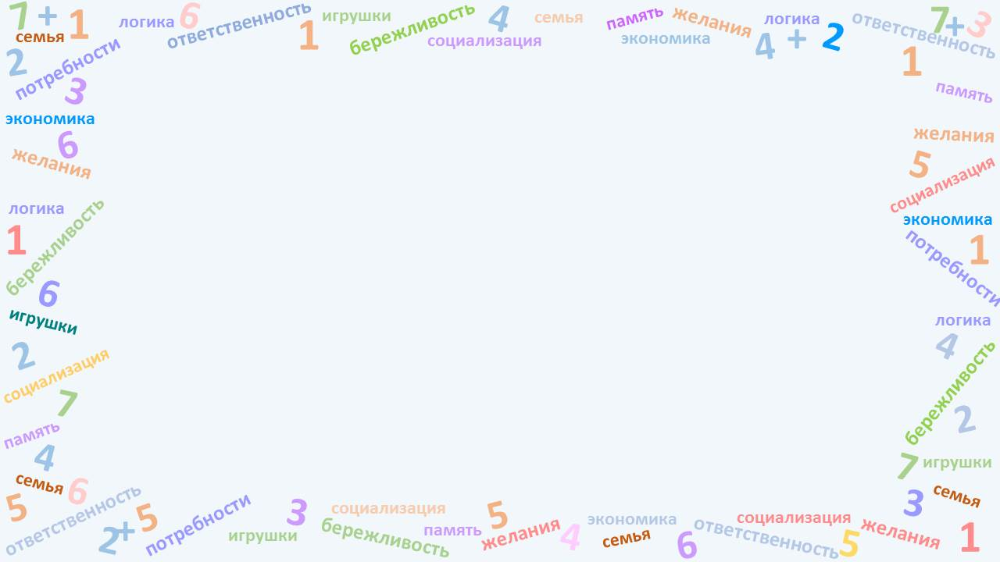 7 + 1
семья
логика
6
ответственность
1
игрушки
бережливость
социализация
4
семья
память
экономика
желания
логика
4 + 2
ответственность
7 + 3
1
2
потребности
3
память
экономика
6
желания
желания
5
социализация
логика
бережливость
1
экономика
потребности
1
6
игрушки
логика
4
2
социализация
бережливость
7
2
память
4
7
игрушки
семья
6
5
ответственность
3
семья
2 + 5
потребности
игрушки
3
социализация
бережливость
память
5
желания
4
экономика
семья
6
ответственность
социализация
5
желания
1